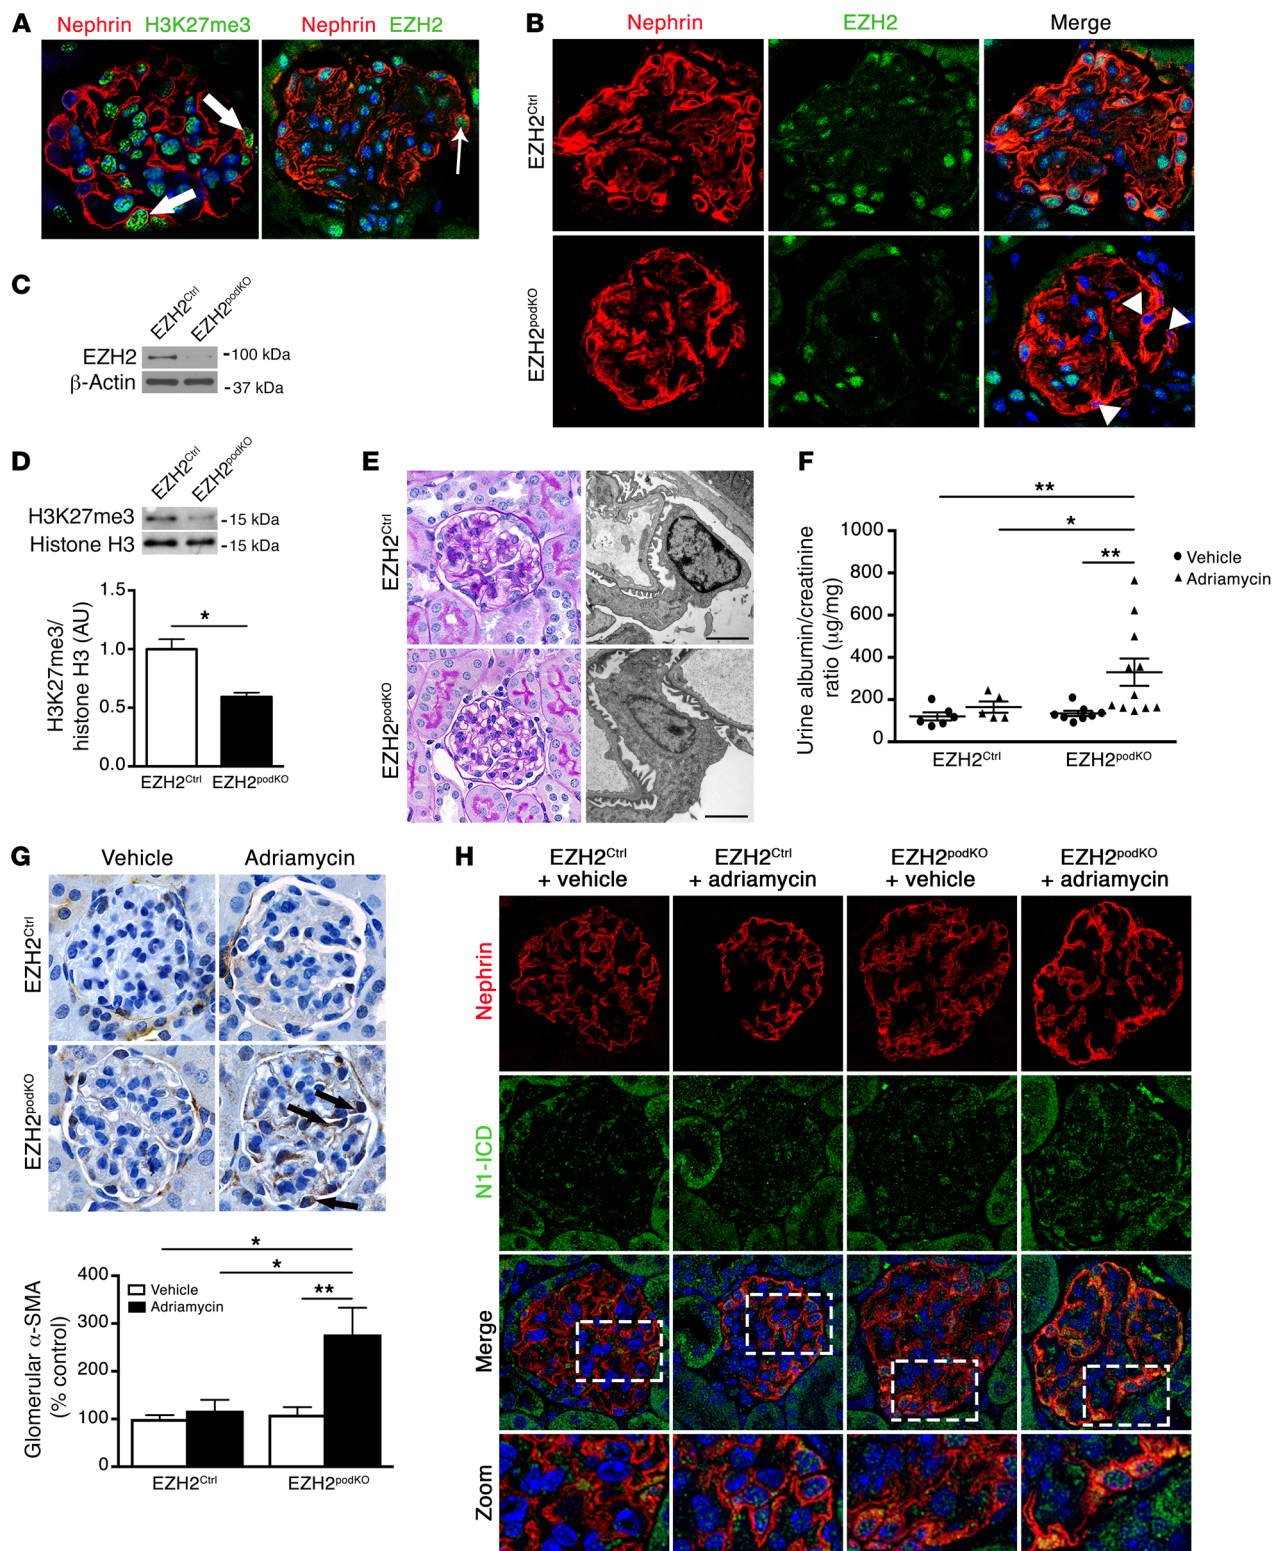 A
Nephrin H3K27me3
Nephrin EZH2
B
Nephrin
EZH2
Merge
EZH2Ctrl
EZH2podKO
C
EZH2Ctrl
EZH2podKO
EZH2
-100 kDa
β-Actin
-37 kDa
D
EZH2Ctrl
EZH2podKO
H3K27me3
-15 kDa
Histone H3
-15 kDa
H3K27me3/
histone H3 (AU)
1.5
1.0
0.5
0.0
*
EZH2Ctrl
EZH2podKO
E
EZH2Ctrl
EZH2podKO
F
**
*
**
Urine albumin/creatinine
ratio (μg/mg)
1000
800
600
400
200
0
Vehicle
Adriamycin
EZH2Ctrl
EZH2podKO
G
Vehicle
Adriamycin
EZH2Ctrl
EZH2podKO
*
*
**
Glomerular α-SMA
(% control)
400
300
200
100
0
Vehicle
Adriamycin
EZH2Ctrl
EZH2podKO
H
EZH2Ctrl
+ vehicle
EZH2Ctrl
+ adriamycin
EZH2podKO
+ vehicle
EZH2podKO
+ adriamycin
Nephrin
N1-ICD
Merge
Zoom